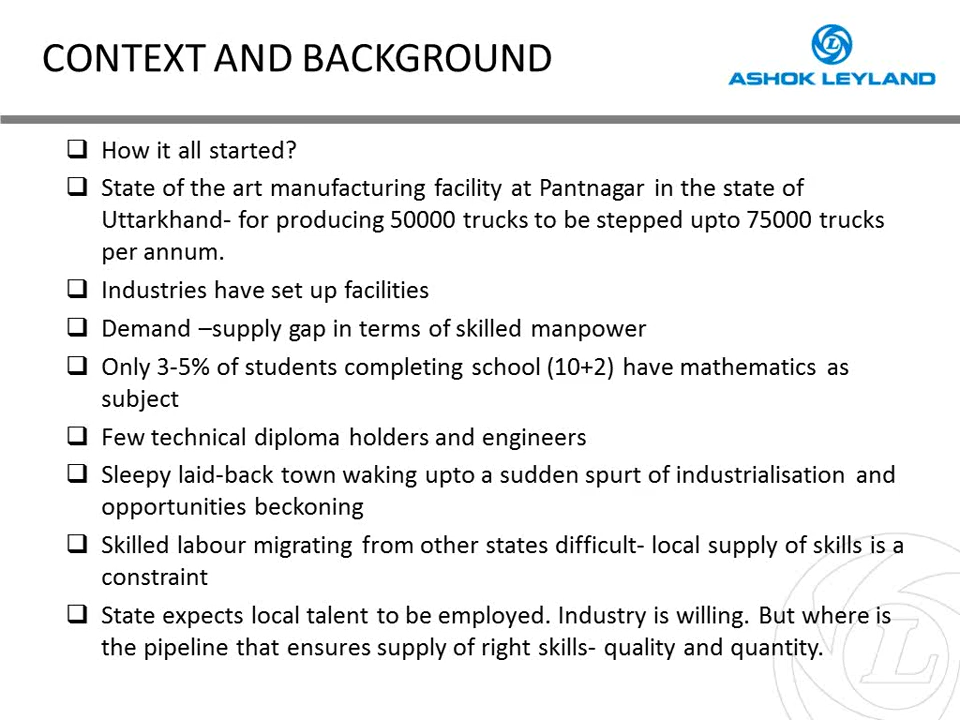 CONTEXT AND BACKGROUND
L
ASHOK LEYLAND
How it all started?
State of the art manufacturing facility at Pantnagar in the state of
Uttarkhand- for producing 50000 trucks to be stepped upto 75000 trucks
per annum.
Industries have set up facilities
Demand –supply gap in terms of skilled manpower
Only 3-5% of students completing school (10+2) have mathematics as
subject
Few technical diploma holders and engineers
Sleepy laid-back town waking upto a sudden spurt of industrialisation and
opportunities beckoning
Skilled labour migrating from other states difficult- local supply of skills is a
constraint
State expects local talent to be employed. Industry is willing. But where is
the pipeline that ensures supply of right skills- quality and quantity.
L